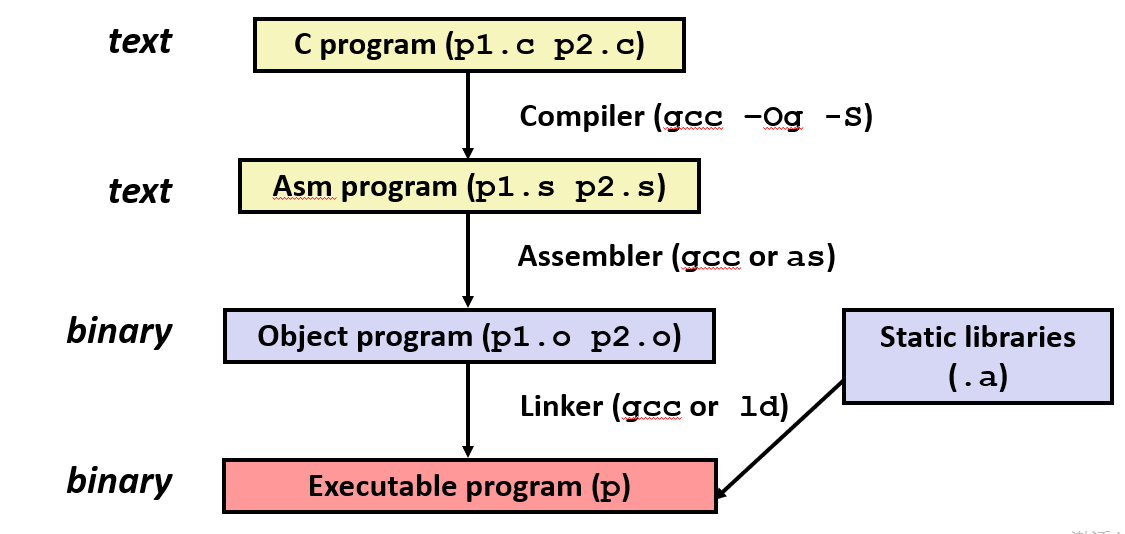 text
C program (p1.c p2.c)
Compiler (gcc –Og -S)
text
Asm program (p1.s p2.s)
Assembler (gcc or as)
binary
Object program (p1.o p2.o)
Static libraries
(.a)
Linker (gcc or ld)
binary
Executable program (p)